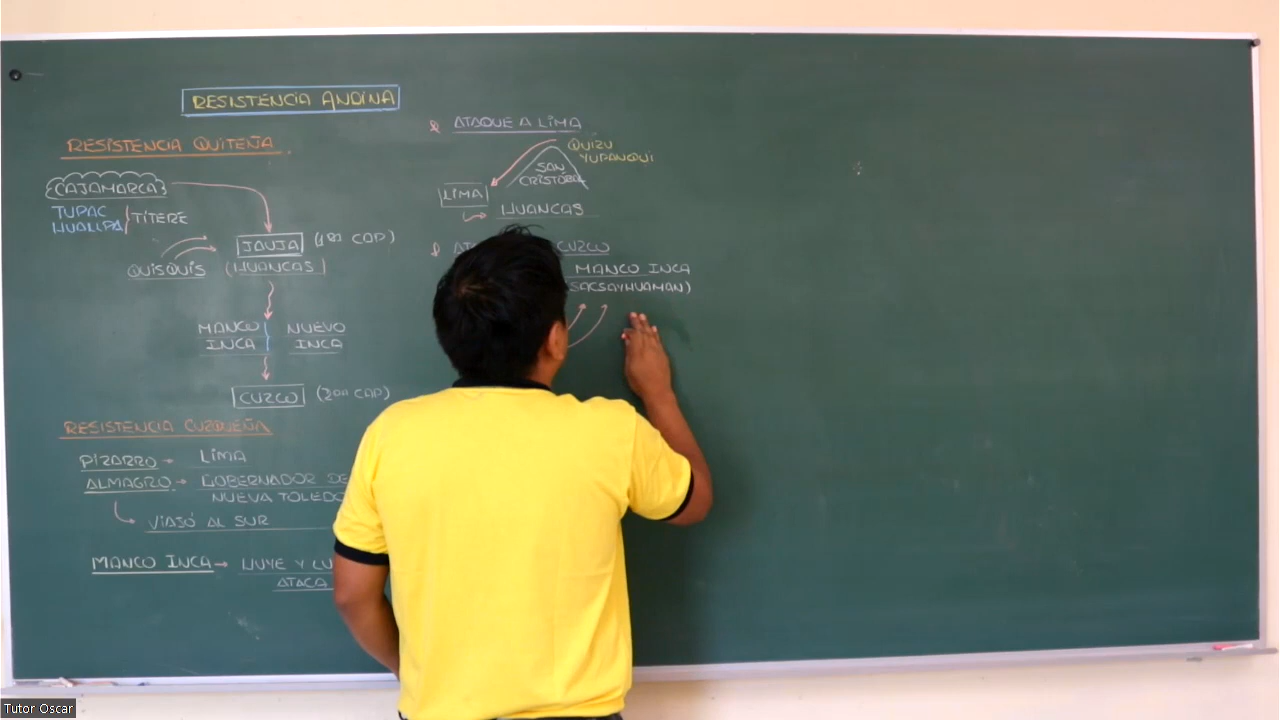 RESISTENCIA ANDINA
RESISTENCIA QUITEÑA
CAJAMARCA
TUPAC
HUALLPA
TÍTERE
JAUJA (1RA CAP)
QUISQUIS (HUANCAS)
MANCO
INCA
NUEVO
INCA
CUZCO (2DA CAP)
RESISTENCIA CUZQUEÑA
PIZARRO → LIMA
ALMAGRO → GOBERNADOR DE
NUEVA TOLEDO
VIAJÓ AL SUR
MANCO INCA → HUYE Y
ATACA
ATAQUE A LIMA
QUIZU
YUPANQUI
SAN
CRISTÓBAL
LIMA
HUANCAS
CUZCO
MANCO INCA
SACSAYHUAMAN)
Tutor Oscar